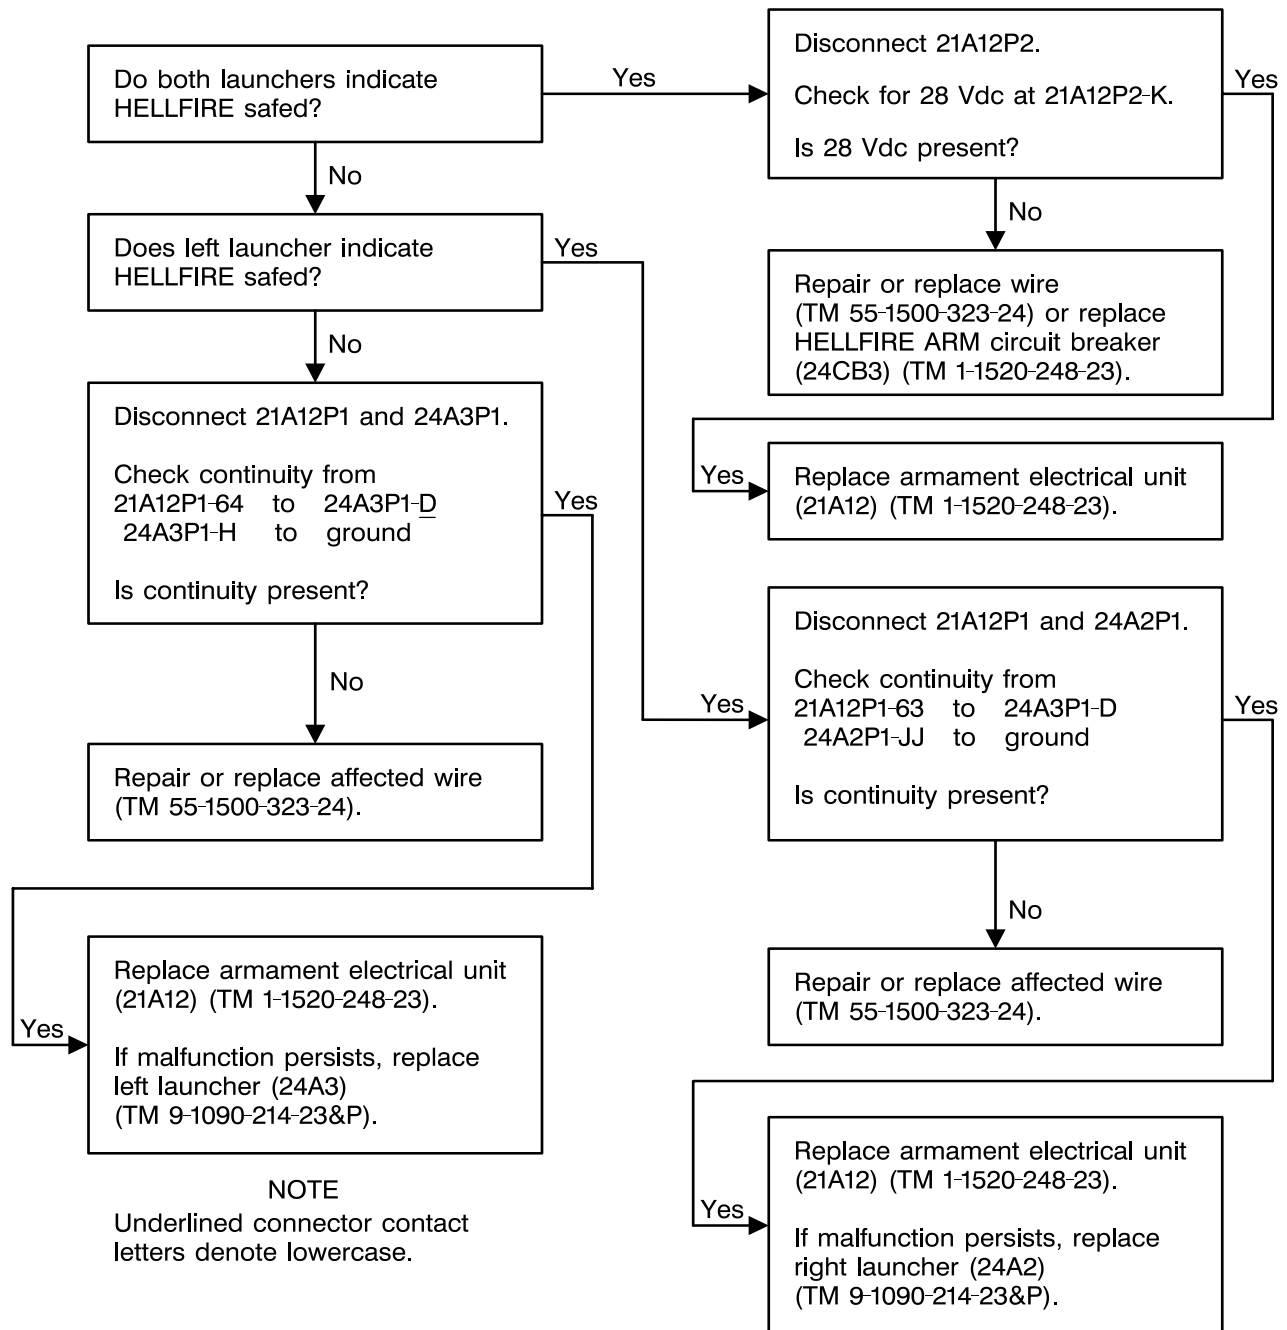 Do both launchers indicate
HELLFIRE safed?
Yes
Disconnect 21A12P2.
Check for 28 Vdc at 21A12P2-K.
Is 28 Vdc present?
Yes
No
No
Does left launcher indicate
HELLFIRE safed?
Yes
Repair or replace wire
(TM 55-1500-323-24) or replace
HELLFIRE ARM circuit breaker
(24CB3) (TM 1-1520-248-23).
No
Disconnect 21A12P1 and 24A3P1.
Check continuity from
21A12P1-64 to 24A3P1-D
24A3P1-H to ground
Is continuity present?
Yes
Yes
Replace armament electrical unit
(21A12) (TM 1-1520-248-23).
No
Repair or replace affected wire
(TM 55-1500-323-24).
Yes
Disconnect 21A12P1 and 24A2P1.
Check continuity from
21A12P1-63 to 24A3P1-D
24A2P1-JJ to ground
Is continuity present?
Yes
No
Repair or replace affected wire
(TM 55-1500-323-24).
Yes
Replace armament electrical unit
(21A12) (TM 1-1520-248-23).
If malfunction persists, replace
left launcher (24A3)
(TM 9-1090-214-23&P).
Yes
Replace armament electrical unit
(21A12) (TM 1-1520-248-23).
If malfunction persists, replace
right launcher (24A2)
(TM 9-1090-214-23&P).
NOTE
Underlined connector contact
letters denote lowercase.